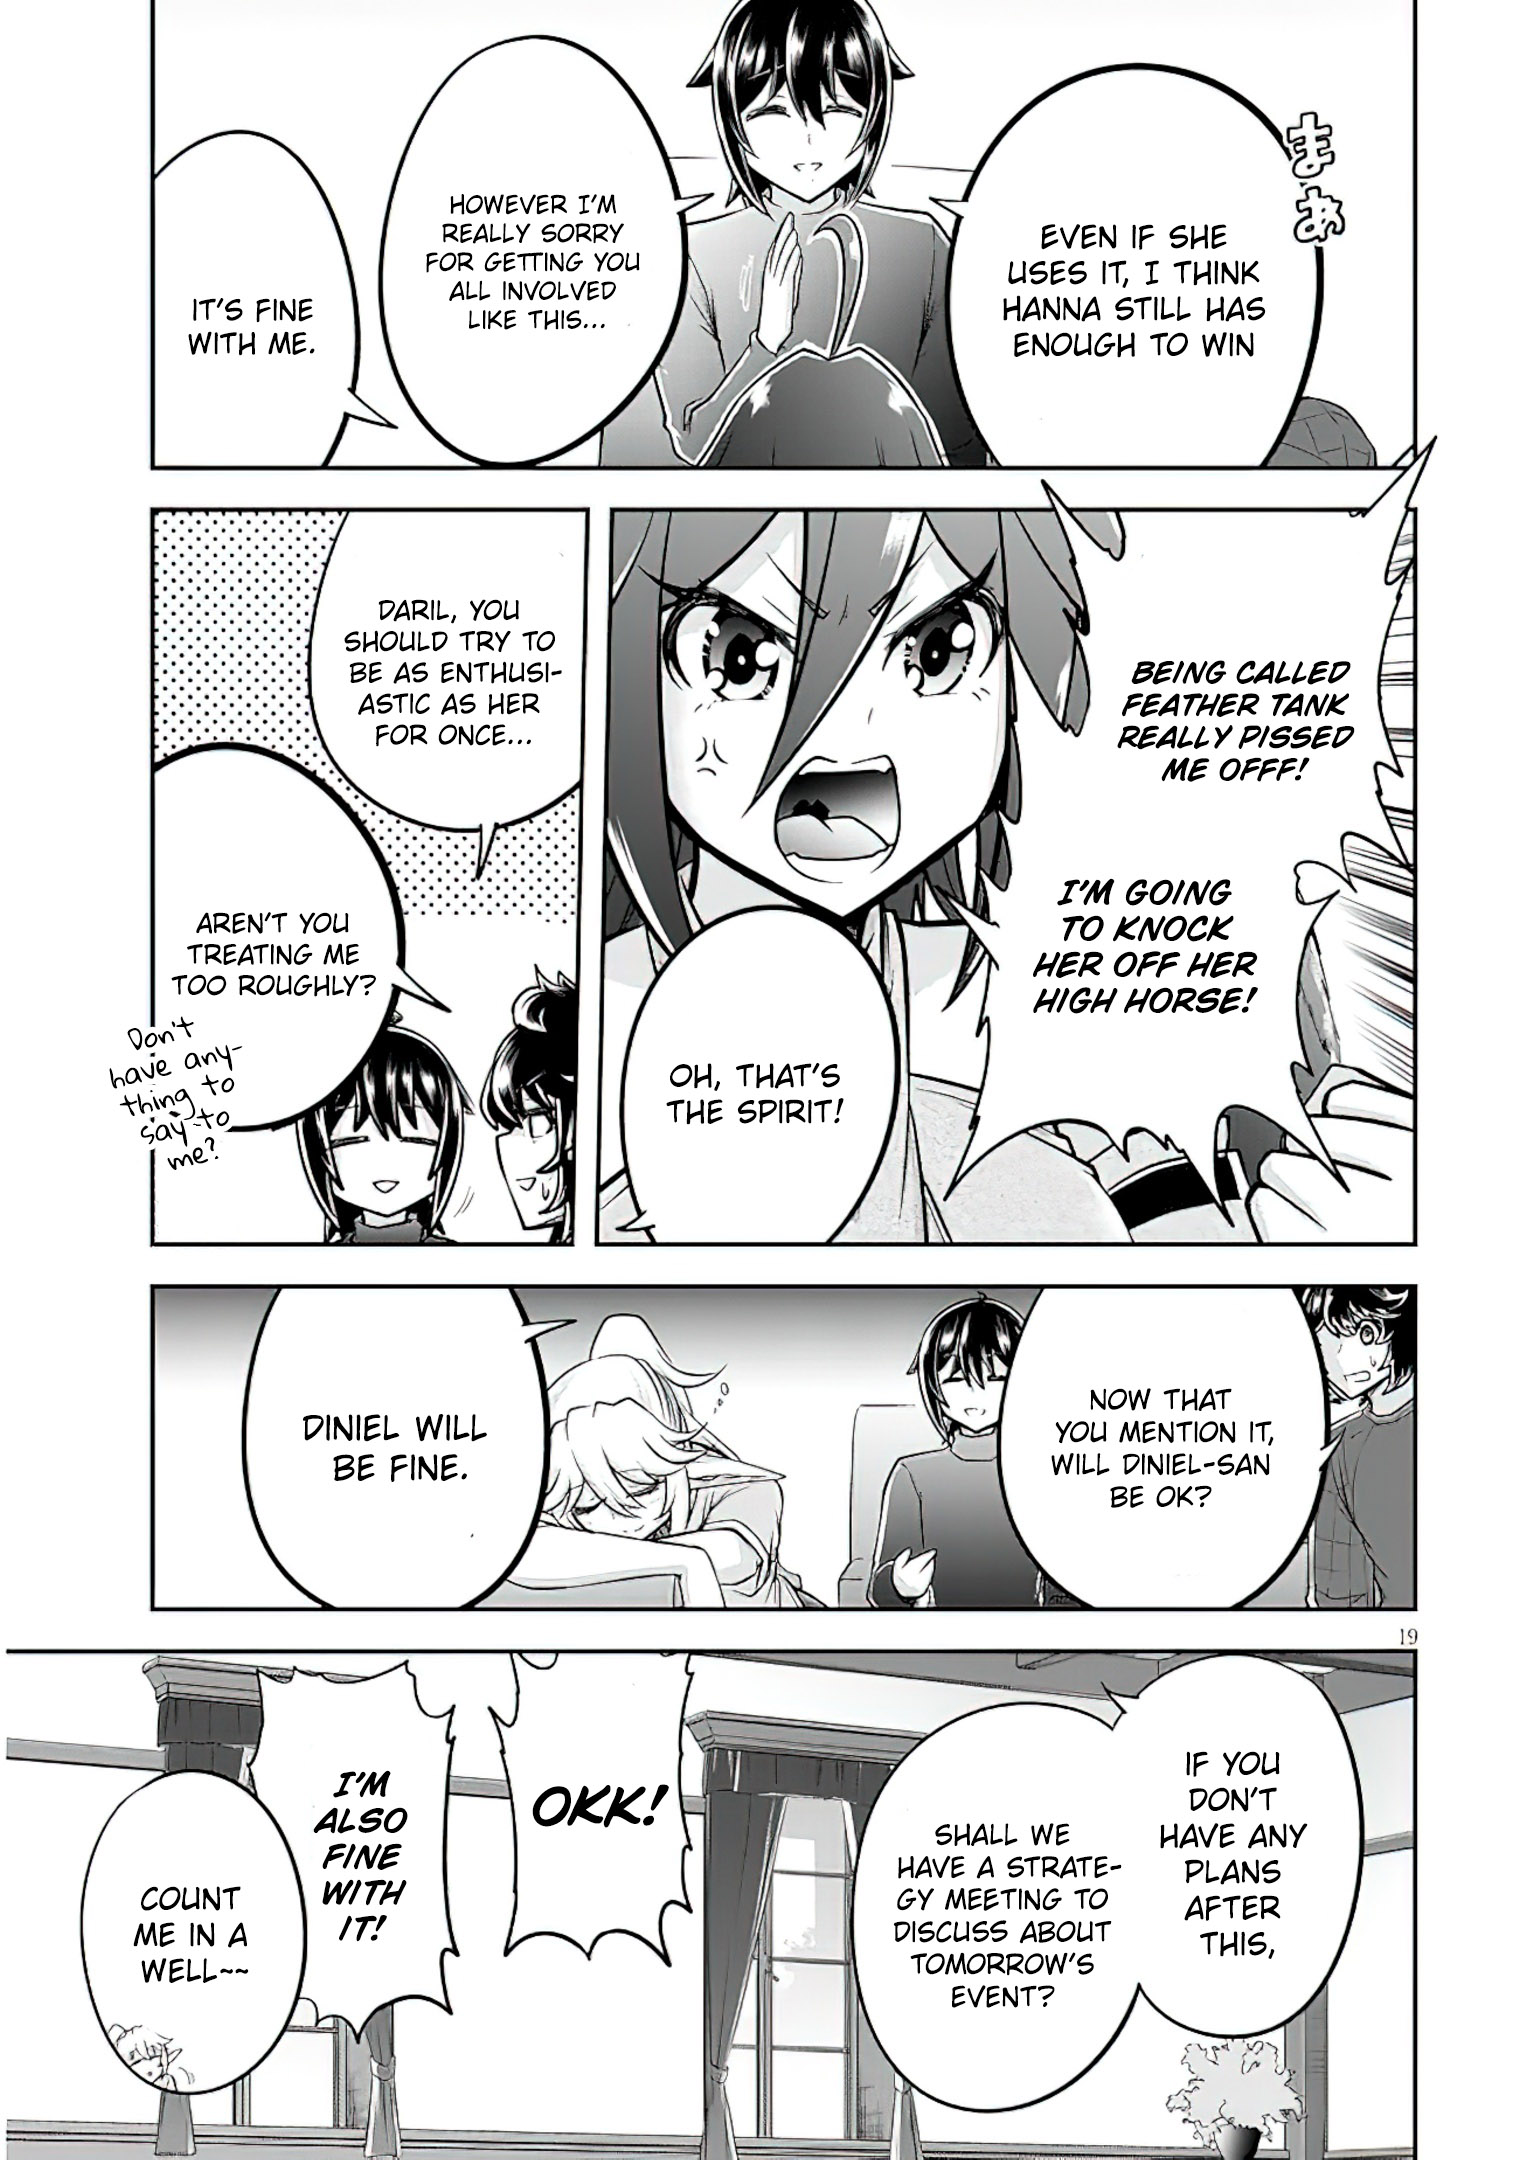 まぁ
EVEN IF SHE
USES IT, I THINK
HANNA STILL HAS
ENOUGH TO WIN
HOWEVER I'M
REALLY SORRY
FOR GETTING YOU
ALL INVOLVED
LIKE THIS...
IT'S FINE
WITH ME.
BEING CALLED
FEATHER TANK
REALLY PISSED
ME OFFF!
I'M GOING
TO KNOCK
HER OFF HER
HIGH HORSE!
OH, THAT'S
THE SPIRIT!
DARIL, YOU
SHOULD TRY TO
BE AS ENTHUSI-
ASTIC AS HER
FOR ONCE...
AREN'T YOU
TREATING ME
TOO ROUGHLY?
Don't
have any-
thing to
say to
me?
NOW THAT
YOU MENTION IT,
WILL DINIEL-SAN
BE OK?
DINIEL WILL
BE FINE.
19
IF YOU
DON'T
HAVE ANY
PLANS
AFTER
THIS,
SHALL WE
HAVE A STRATE-
GY MEETING TO
DISCUSS ABOUT
TOMORROW'S
EVENT?
OKK!
I'M
ALSO
FINE
WITH
IT!
COUNT
ME IN A
WELL~~